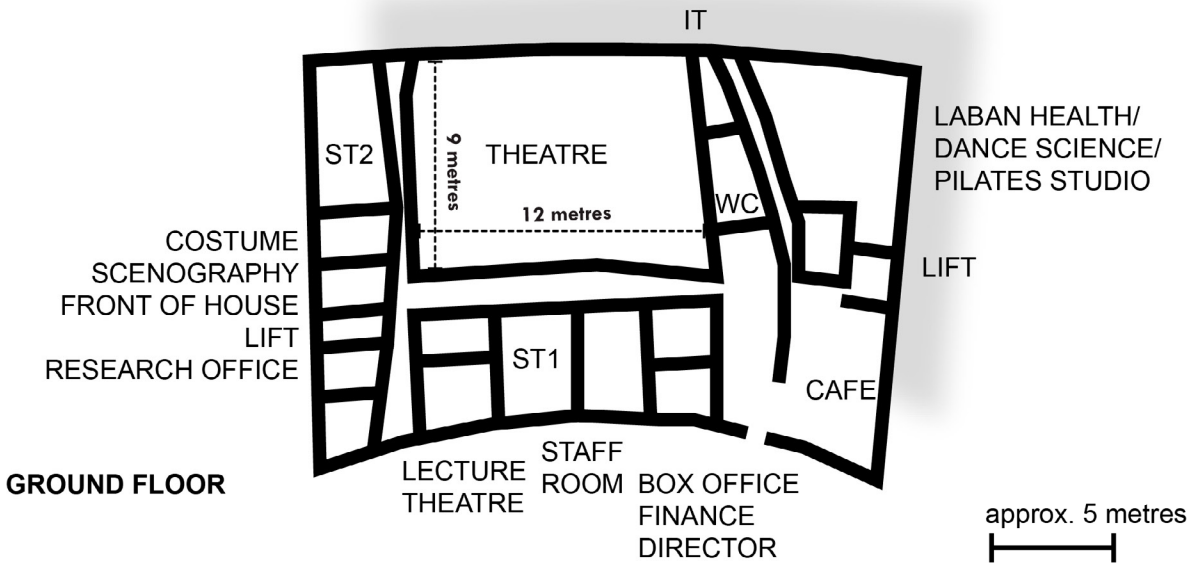 IT
LABAN HEALTH/
DANCE SCIENCE/
PILATES STUDIO
ST2
9 metres
THEATRE
12 metres
WC
COSTUME
SCENOGRAPHY
FRONT OF HOUSE
LIFT
RESEARCH OFFICE
LIFT
ST1
CAFE
GROUND FLOOR
LECTURE
THEATRE
STAFF
ROOM
BOX OFFICE
FINANCE
DIRECTOR
approx. 5 metres